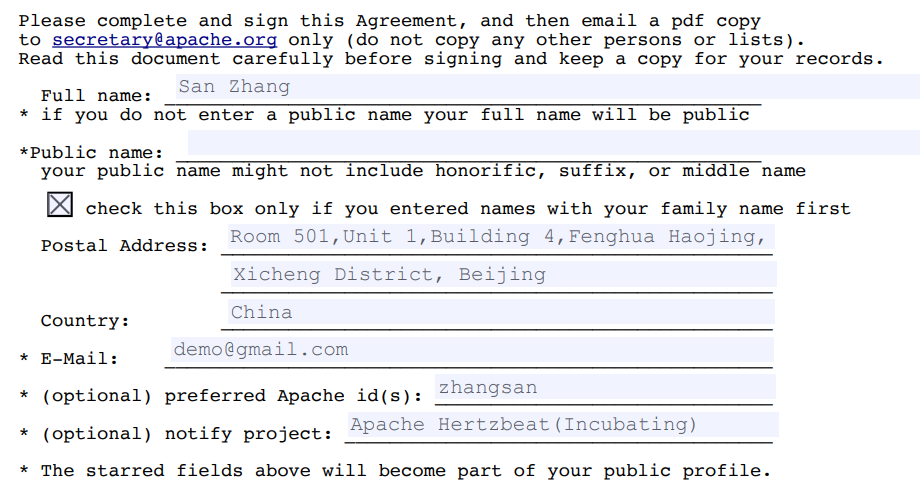 Please complete and sign this Agreement, and then email a pdf copy
to secretary@apache.org only (do not copy any other persons or lists).
Read this document carefully before signing and keep a copy for your records.
Full name: San Zhang
* if you do not enter a public name your full name will be public
*Public name:
your public name might not include honorific, suffix, or middle name
check this box only if you entered names with your family name first
Postal Address: Room 501,Unit 1,Building 4,Fenghua Haojing,
Xicheng District, Beijing
Country: China
* E-Mail: demo@gmail.com
* (optional) preferred Apache id(s): zhangsan
* (optional) notify project: Apache Hertzbeat(Incubating)
* The starred fields above will become part of your public profile.